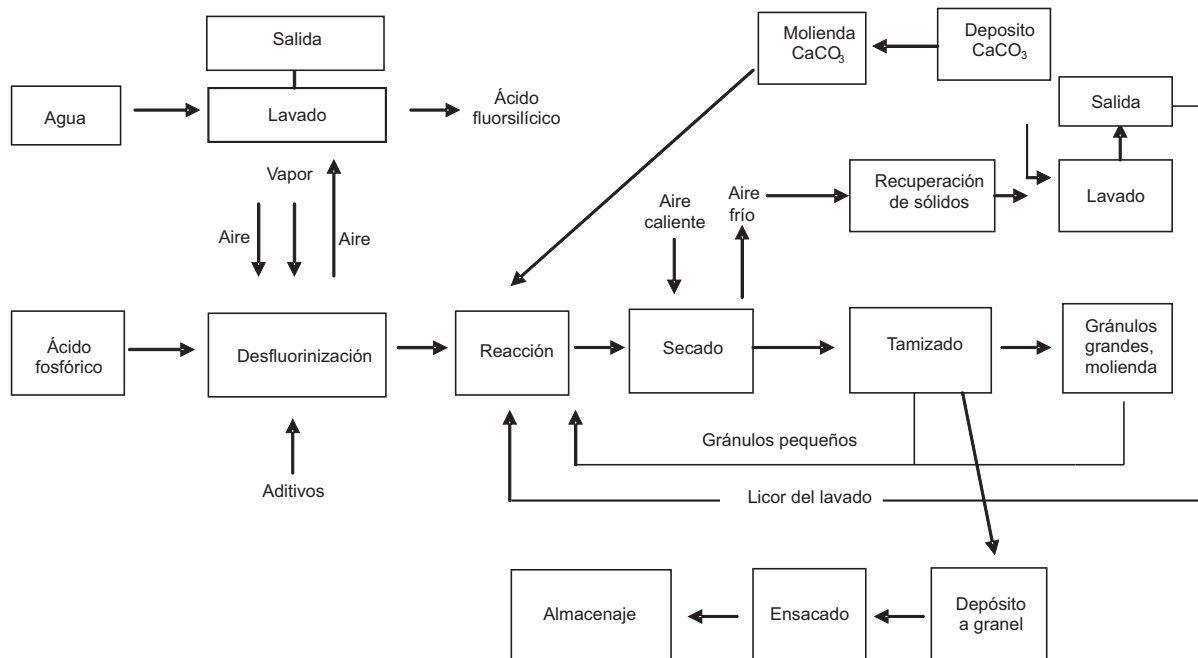 Salida
Molienda
CaCO₃
Deposito
CaCO₃
Agua
Lavado
Ácido
fluorsilícico
Salida
Vapor
Aire
Aire
Aire
caliente
Aire
frío
Recuperación
de sólidos
Lavado
Ácido
fosfórico
Desfluorinización
Reacción
Secado
Tamizado
Gránulos
grandes,
molienda
Gránulos pequeños
Aditivos
Licor del lavado
Almacenaje
Ensacado
Depósito
a granel